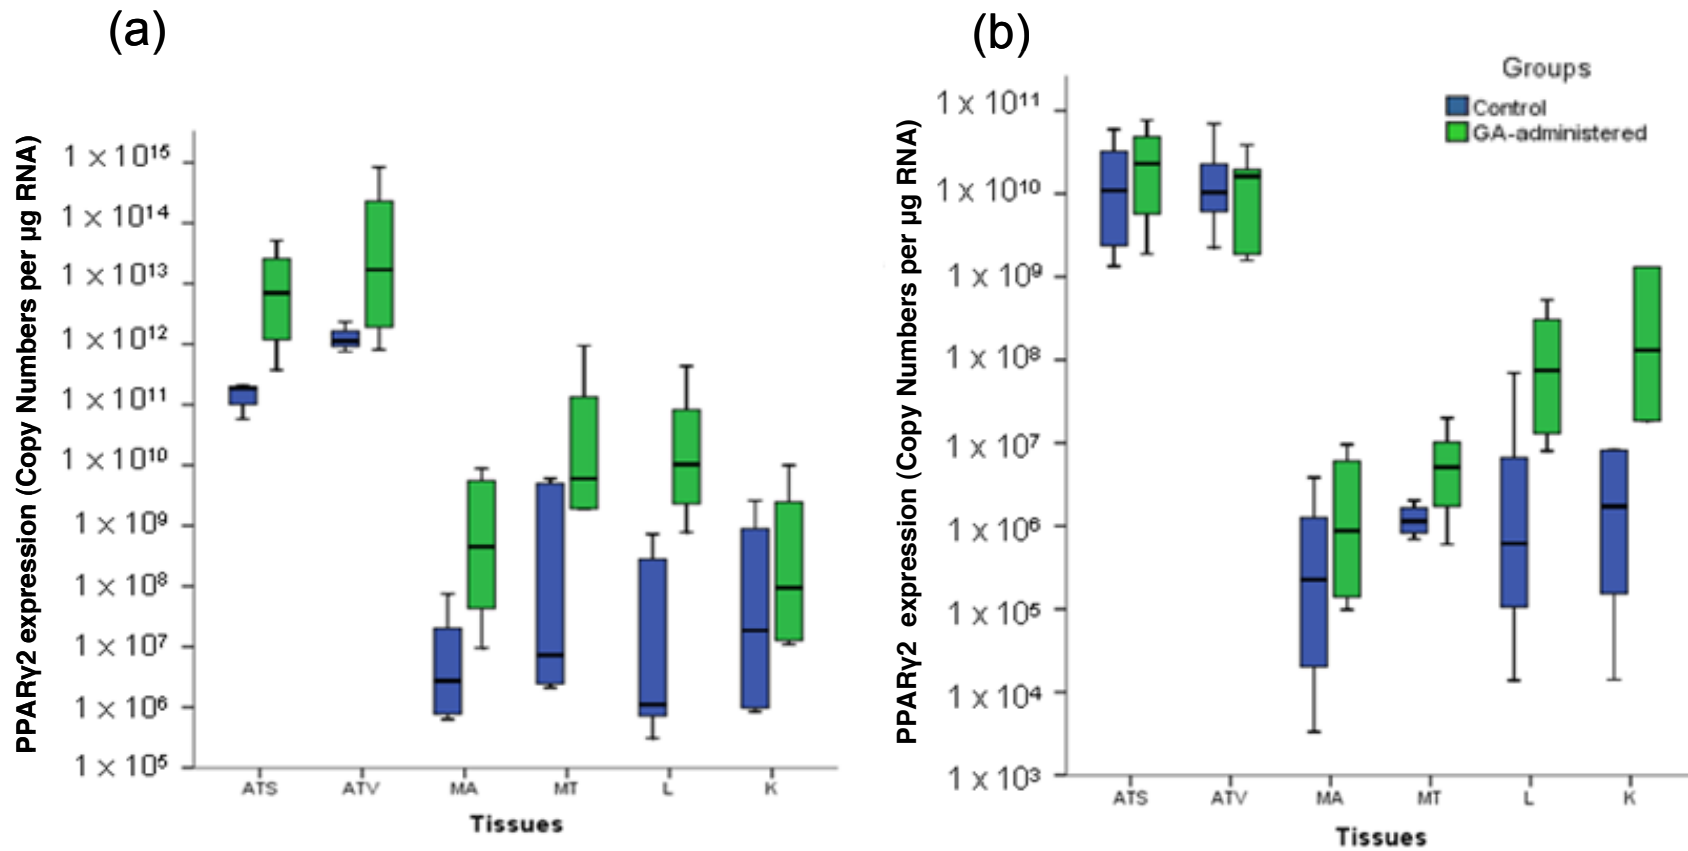 (a)
PPARγ2 expression (Copy Numbers per µg RNA)
1 x 10¹⁵
1 x 10¹⁴
1 x 10¹³
1 x 10¹²
1 x 10¹¹
1 x 10¹⁰
1 x 10⁹
1 x 10⁸
1 x 10⁷
1 x 10⁶
1 x 10⁵
ATS ATV MA MT L K
Tissues
(b)
Groups
Control
GA-administered
PPARγ2 expression (Copy Numbers per µg RNA)
1 x 10¹¹
1 x 10¹⁰
1 x 10⁹
1 x 10⁸
1 x 10⁷
1 x 10⁶
1 x 10⁵
1 x 10⁴
1 x 10³
ATS ATV MA MT L K
Tissues